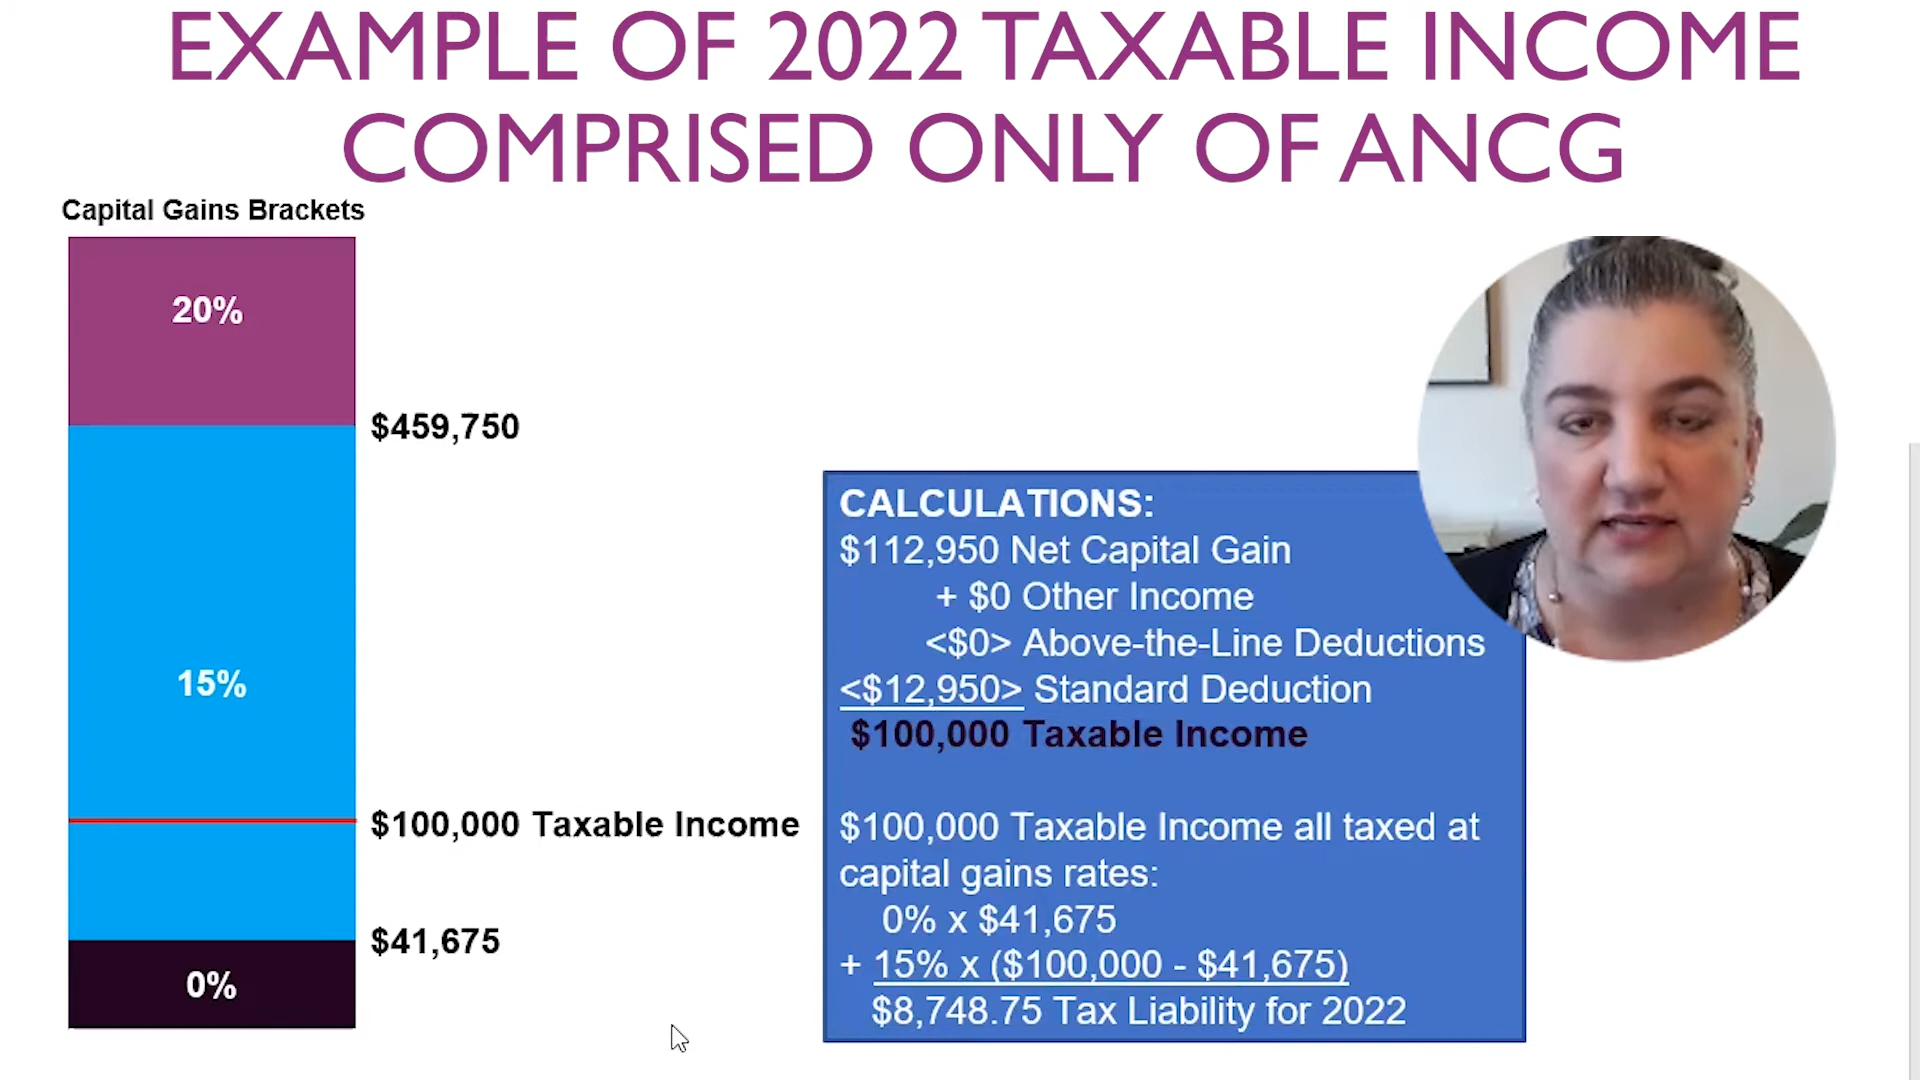 EXAMPLE OF 2022 TAXABLE INCOME
COMPRISED ONLY OF ANCG
Capital Gains Brackets
20%
$459,750
15%
$100,000 Taxable Income
$41,675
0%
CALCULATIONS:
$112,950 Net Capital Gain
+ $0 Other Income
<$0> Above-the-Line Deductions
<$12,950> Standard Deduction
$100,000 Taxable Income
$100,000 Taxable Income all taxed at
capital gains rates:
0% x $41,675
+ 15% x ($100,000 - $41,675)
$8,748.75 Tax Liability for 2022